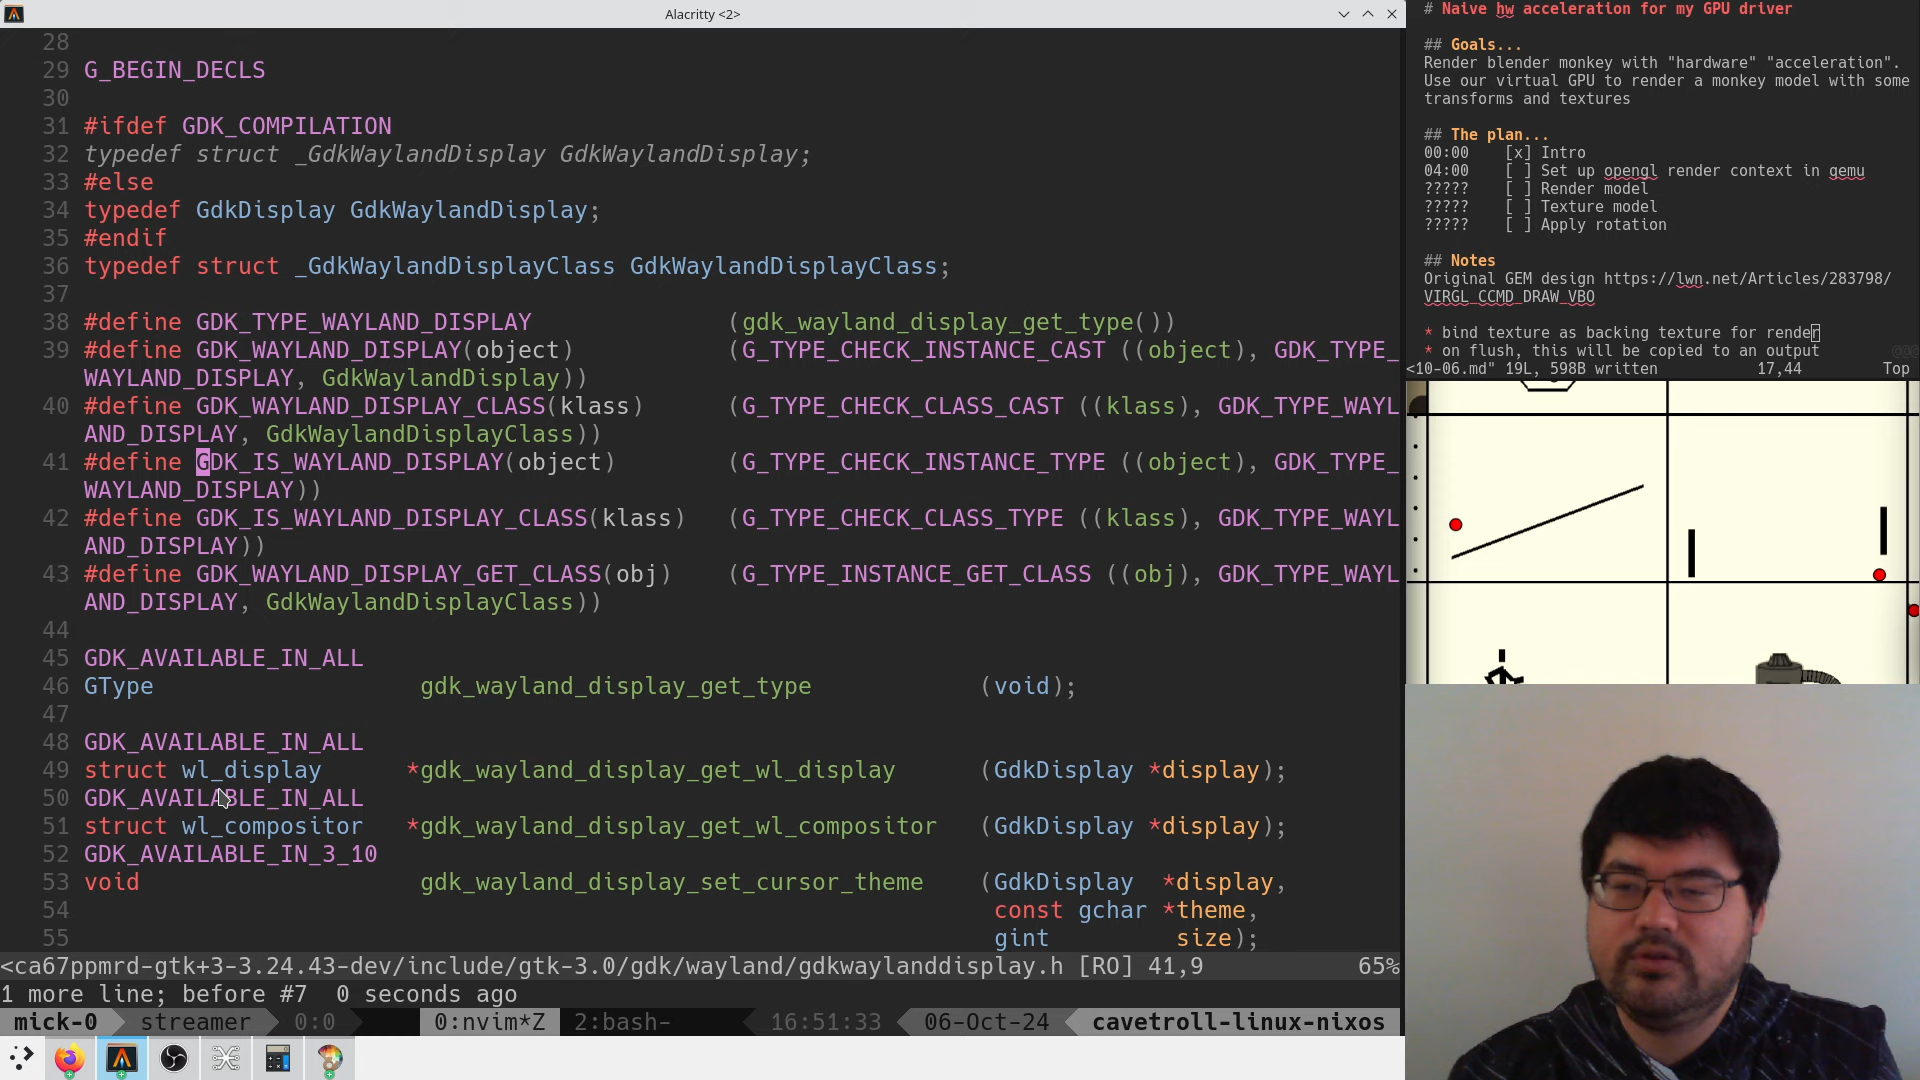 Alacritty <2>
28
29 G_BEGIN_DECLS
30
31 #ifdef GDK_COMPILATION
32 typedef struct _GdkWaylandDisplay GdkWaylandDisplay;
33 #else
34 typedef GdkDisplay GdkWaylandDisplay;
35 #endif
36 typedef struct _GdkWaylandDisplayClass GdkWaylandDisplayClass;
37
38 #define GDK_TYPE_WAYLAND_DISPLAY (gdk_wayland_display_get_type())
39 #define GDK_WAYLAND_DISPLAY(object) (G_TYPE_CHECK_INSTANCE_CAST ((object), GDK_TYPE_
WAYLAND_DISPLAY, GdkWaylandDisplay))
40 #define GDK_WAYLAND_DISPLAY_CLASS(klass) (G_TYPE_CHECK_CLASS_CAST ((klass), GDK_TYPE_WAYL
AND_DISPLAY, GdkWaylandDisplayClass))
41 #define GDK_IS_WAYLAND_DISPLAY(object) (G_TYPE_CHECK_INSTANCE_TYPE ((object), GDK_TYPE_
WAYLAND_DISPLAY))
42 #define GDK_IS_WAYLAND_DISPLAY_CLASS(klass) (G_TYPE_CHECK_CLASS_TYPE ((klass), GDK_TYPE_WAYL
AND_DISPLAY))
43 #define GDK_WAYLAND_DISPLAY_GET_CLASS(obj) (G_TYPE_INSTANCE_GET_CLASS ((obj), GDK_TYPE_WAYL
AND_DISPLAY, GdkWaylandDisplayClass))
44
45 GDK_AVAILABLE_IN_ALL
46 GType gdk_wayland_display_get_type (void);
47
48 GDK_AVAILABLE_IN_ALL
49 struct wl_display *gdk_wayland_display_get_wl_display (GdkDisplay *display);
50 GDK_AVAILABLE_IN_ALL
51 struct wl_compositor *gdk_wayland_display_get_wl_compositor (GdkDisplay *display);
52 GDK_AVAILABLE_IN_3_10
53 void gdk_wayland_display_set_cursor_theme (GdkDisplay *display,
54 const gchar *theme,
55 gint size);
<ca67ppmrd-gtk+3-3.24.43-dev/include/gtk-3.0/gdk/wayland/gdkwaylanddisplay.h [RO] 41,9 65%
1 more line; before #7 0 seconds ago
mick-0 streamer 0:0 0:nvim*Z 2:bash- 16:51:33 06-Oct-24 cavetroll-linux-nixos
# Naive hw acceleration for my GPU driver
## Goals...
Render blender monkey with "hardware" "acceleration".
Use our virtual GPU to render a monkey model with some
transforms and textures
## The plan...
00:00 [x] Intro
04:00 [ ] Set up opengl render context in qemu
????? [ ] Render model
????? [ ] Texture model
????? [ ] Apply rotation
## Notes
Original GEM design https://lwn.net/Articles/283798/
VIRGL_CCMD_DRAW_VBO
* bind texture as backing texture for render
* on flush, this will be copied to an output
<10-06.md" 19L, 598B written 17,44 Top